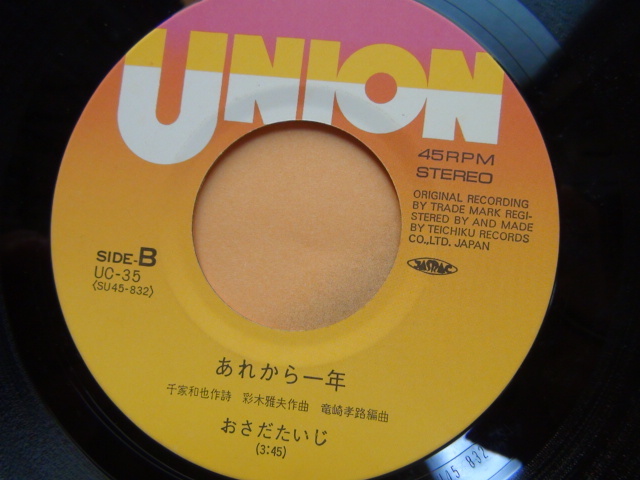 UNION
45RPM
STEREO
ORIGINAL RECORDING
BY TRADE MARK REGI-
STERED BY AND MADE
BY TEICHIKU RECORDS
CO.,LTD. JAPAN
JASRAC
SIDE-B
UC-35
(SU45-832)
あれから一年
千家和也作詩 彩木雅夫作曲 竜崎孝路編曲
おさだたいじ
(3:45)